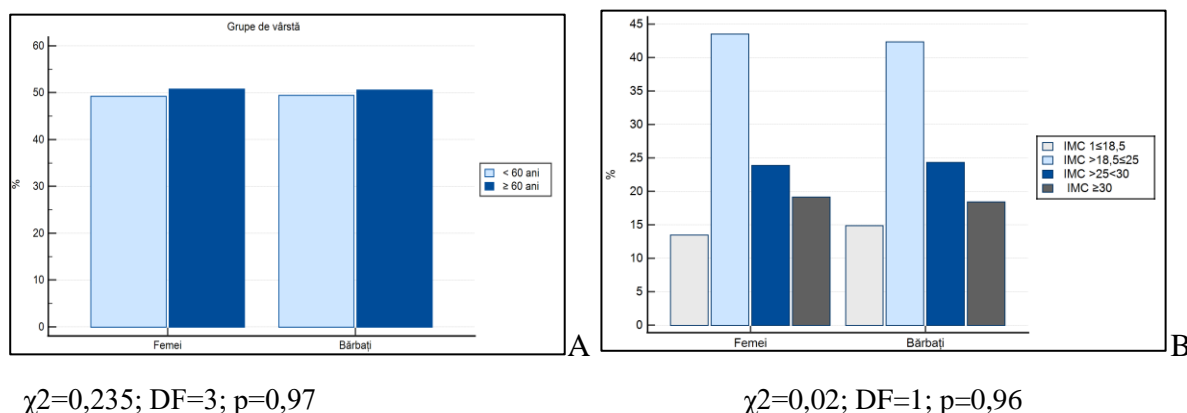 Grupe de vârstă
60
50
40
30
20
10
0
%
Femei
Bărbați
< 60 ani
≥ 60 ani
A
45
40
35
30
25
20
15
10
5
0
%
Femei
Bărbați
IMC 1≤18,5
IMC >18,5≤25
IMC >25<30
IMC ≥30
B
χ2=0,235; DF=3; p=0,97
χ2=0,02; DF=1; p=0,96